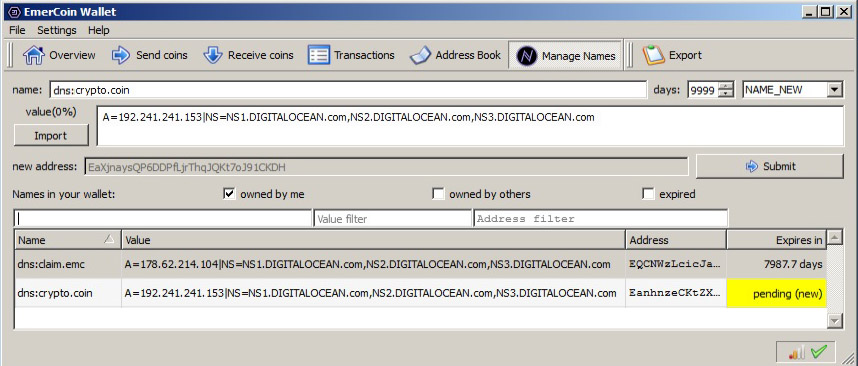 EmerCoin Wallet
File Settings Help
Overview Send coins Receive coins Transactions Address Book Manage Names Export
name: dns:crypto.coin days: 9999 NAME_NEW
value(0%) A=192.241.241.153|NS=NS1.DIGITALOCEAN.com,NS2.DIGITALOCEAN.com,NS3.DIGITALOCEAN.com
Import
new address: EaXjnaysQP6DDPfLjrThqJQKt7oJ91CKDH Submit
Names in your wallet: owned by me owned by others expired
Value filter Address filter
Name Value Address Expires in
dns:claim.emc A=178.62.214.104|NS=NS1.DIGITALOCEAN.com,NS2.DIGITALOCEAN.com,NS3.DIGITALOCEAN.com EQCNWzLcicJa... 7987.7 days
dns:crypto.coin A=192.241.241.153|NS=NS1.DIGITALOCEAN.com,NS2.DIGITALOCEAN.com,NS3.DIGITALOCEAN.com EanhnzeCKtZX... pending (new)